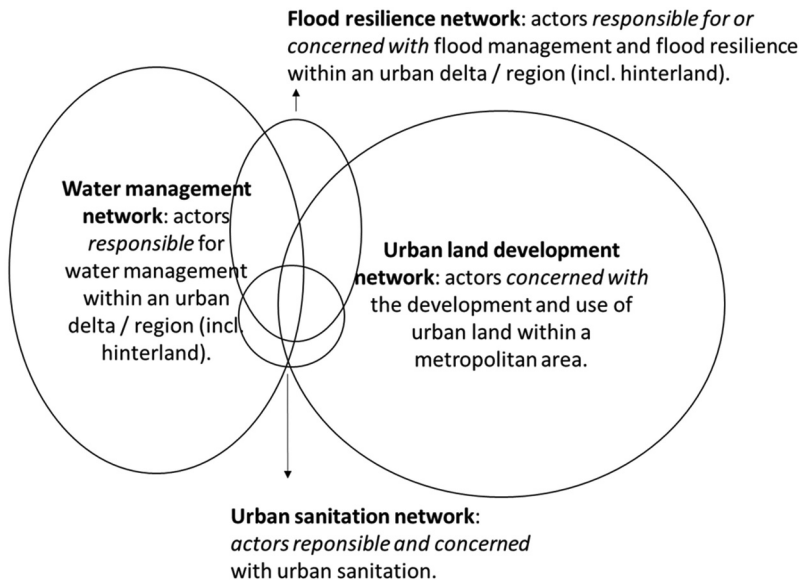 Flood resilience network: actors responsible for or
concerned with flood management and flood resilience
within an urban delta / region (incl. hinterland).
Water management
network: actors
responsible for
water management
within an urban
delta / region (incl.
hinterland).
Urban land development
network: actors concerned with
the development and use of
urban land within a
metropolitan area.
Urban sanitation network:
actors reponsible and concerned
with urban sanitation.